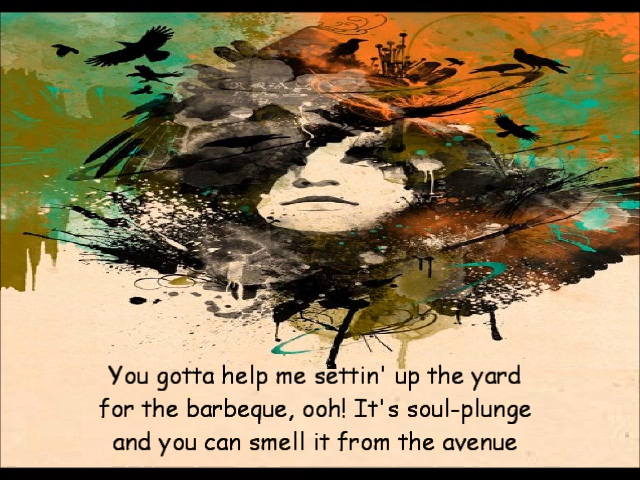 You gotta help me settin' up the yard
for the barbeque, ooh! It's soul-plunge
and you can smell it from the avenue